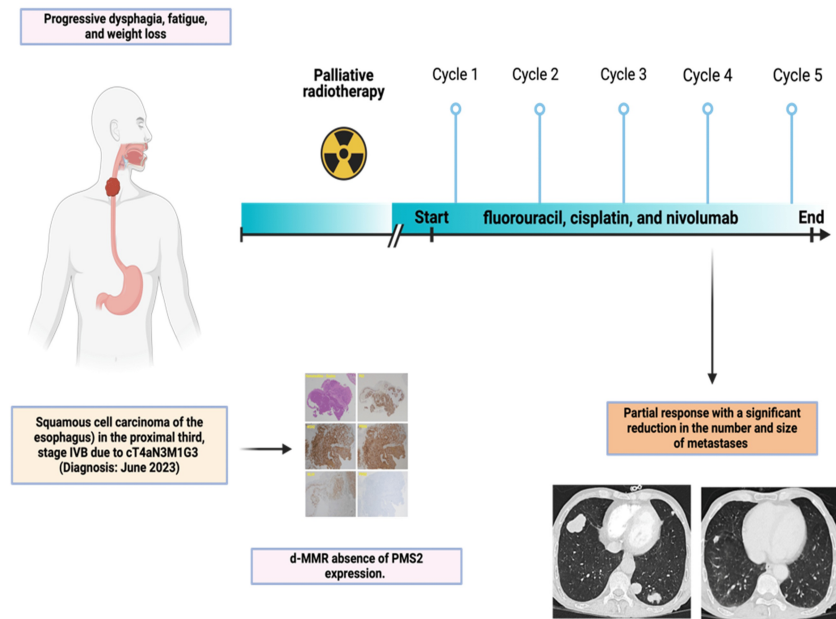 Progressive dysphagia, fatigue,
and weight loss
Palliative
radiotherapy
Cycle 1
Cycle 2
Cycle 3
Cycle 4
Cycle 5
Start
fluorouracil, cisplatin, and nivolumab
End
Squamous cell carcinoma of the
esophagus) in the proximal third,
stage IVB due to cT4aN3M1G3
(Diagnosis: June 2023)
d-MMR absence of PMS2
expression.
Partial response with a significant
reduction in the number and size
of metastases